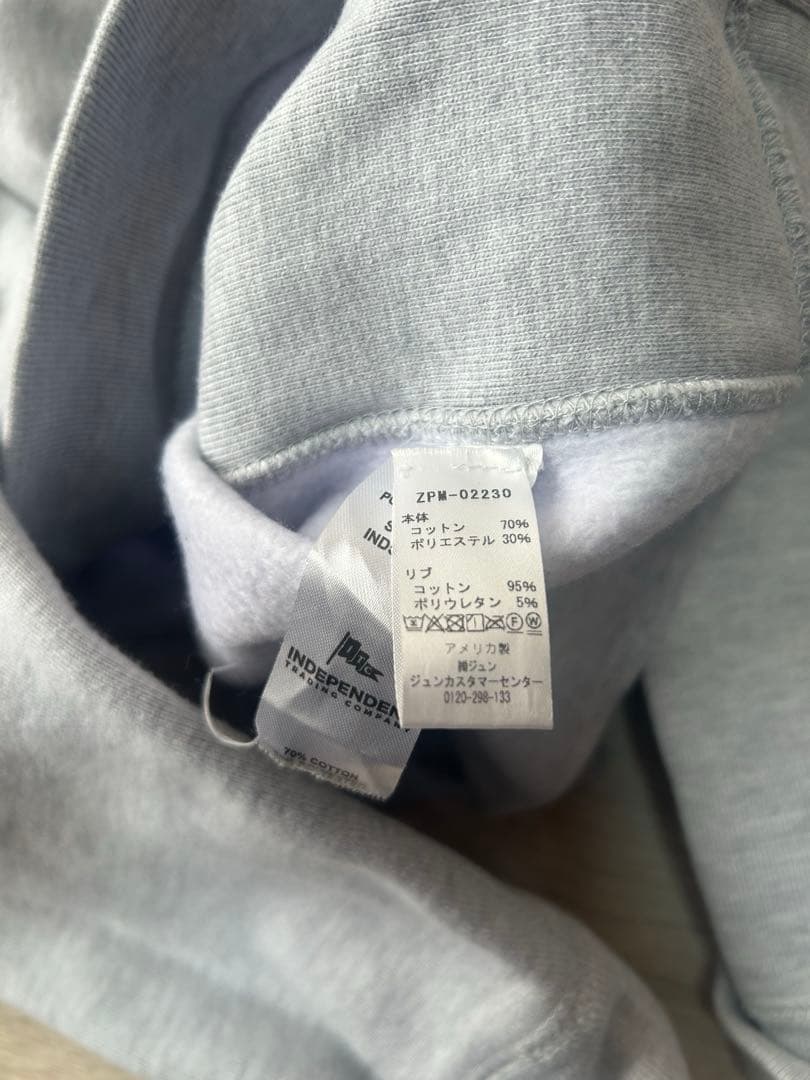 ZPM-02230
本体
コットン 70%
ポリエステル 30%
リブ
コットン 95%
ポリウレタン 5%
F W
アメリカ製
㈱ジュン
ジュンカスタマーセンター
0120-298-133
INDEPENDEN
TRADING COMPANY
70% COTTON